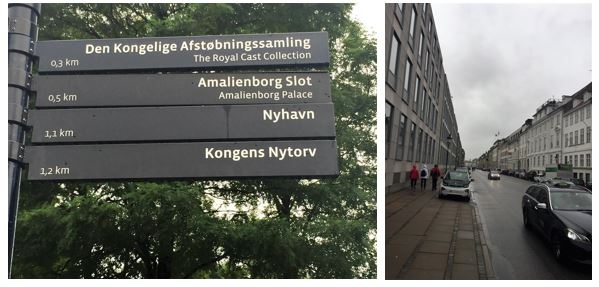 Den Kongelige Afstøbningssamling
The Royal Cast Collection
0,3 km
Amalienborg Slot
Amalienborg Palace
0,5 km
Nyhavn
1,1 km
Kongens Nytorv
1,2 km